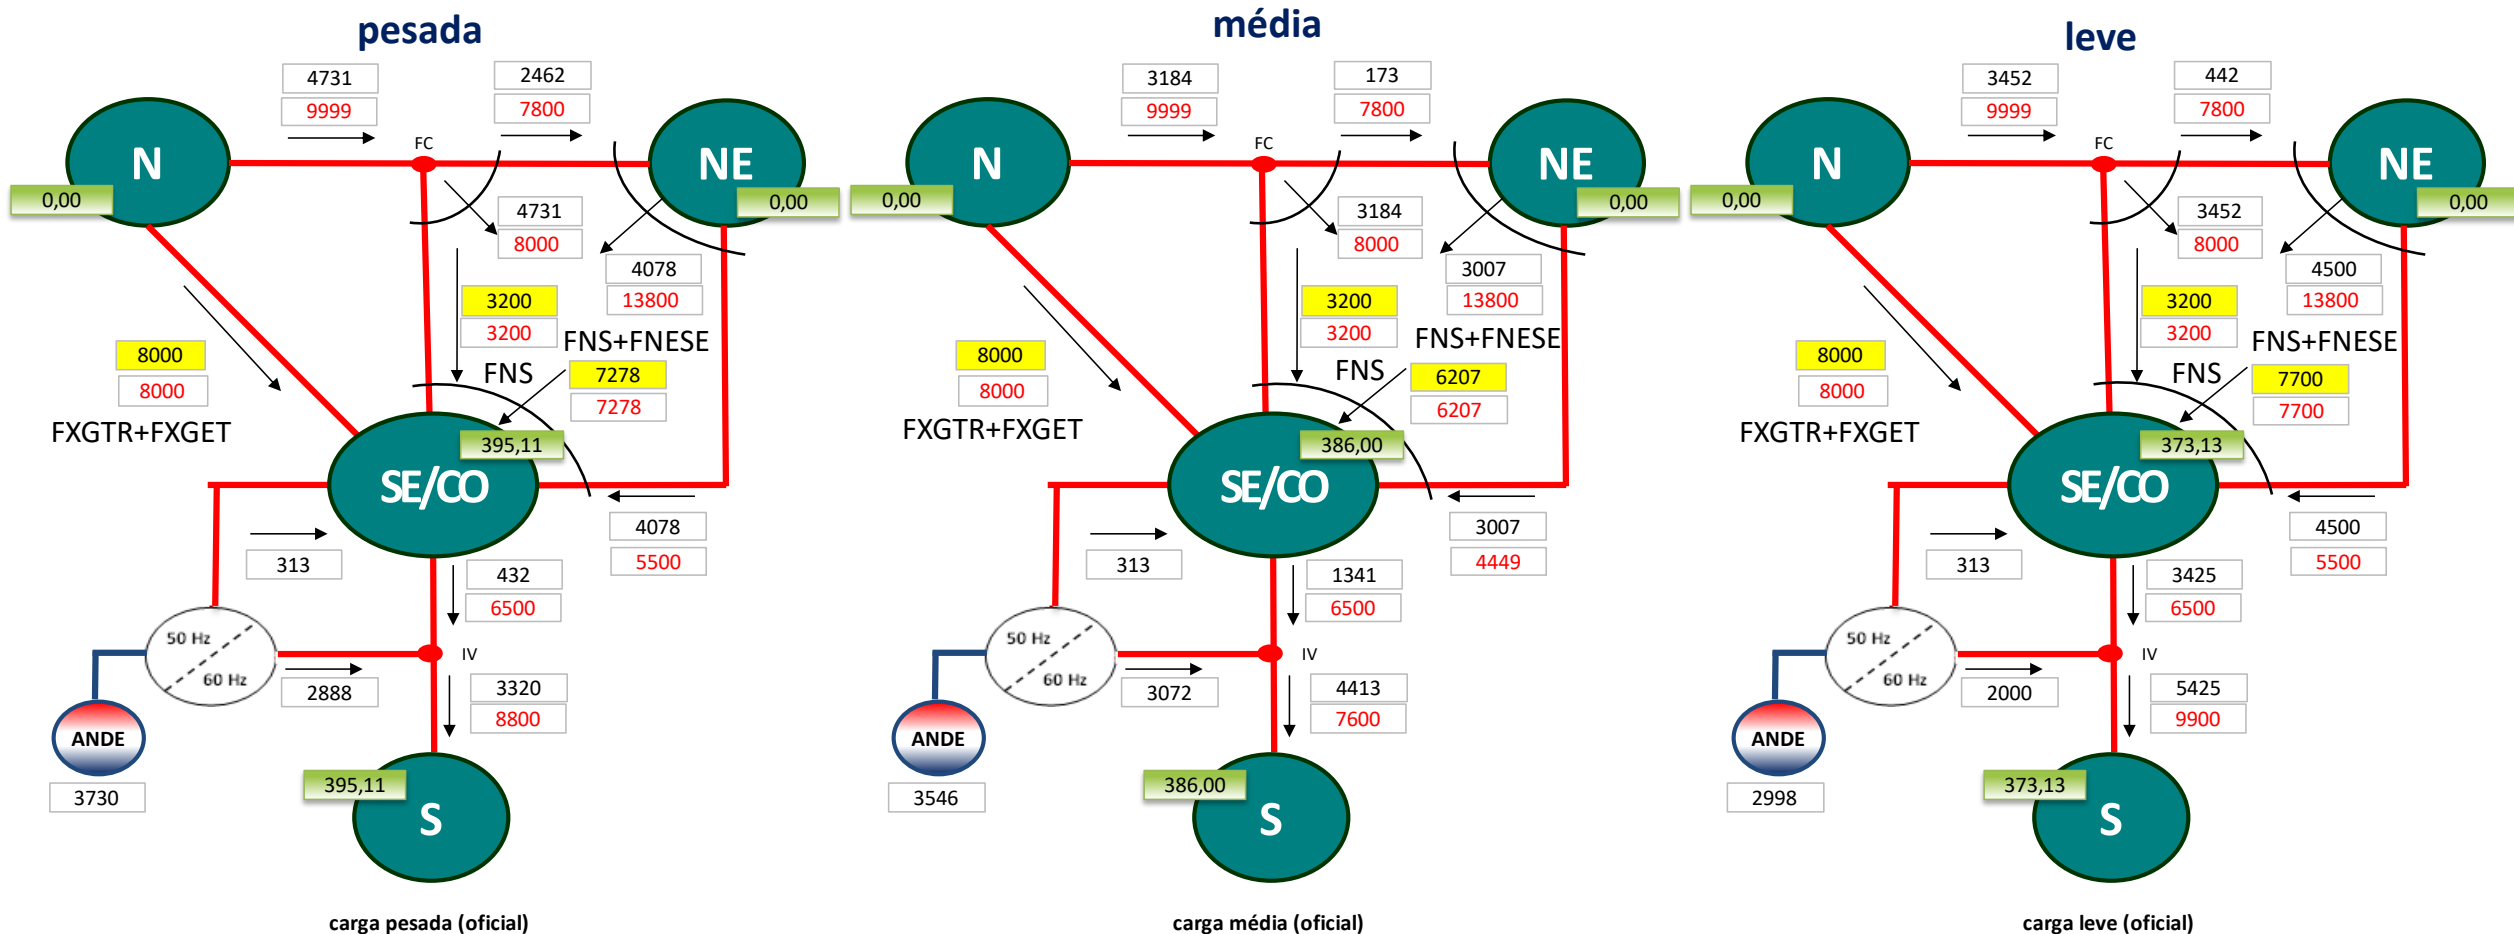 pesada
4731
9999
2462
7800
N
FC
NE
0,00
0,00
4731
8000
4078
13800
3200
3200
FNS+FNESE
8000
8000
FNS
7278
7278
FXGTR+FXGET
395,11
SE/CO
4078
5500
313
432
6500
50 Hz
60 Hz
IV
2888
3320
8800
ANDE
3730
395,11
S
carga pesada (oficial)
média
3184
9999
173
7800
N
FC
NE
0,00
0,00
3184
8000
3007
13800
3200
3200
FNS+FNESE
8000
8000
FNS
6207
6207
FXGTR+FXGET
386,00
SE/CO
3007
4449
313
1341
6500
50 Hz
60 Hz
IV
3072
4413
7600
ANDE
3546
386,00
S
carga média (oficial)
leve
3452
9999
442
7800
N
FC
NE
0,00
0,00
3452
8000
4500
13800
3200
3200
FNS+FNESE
8000
8000
FNS
7700
7700
FXGTR+FXGET
373,13
SE/CO
4500
5500
313
3425
6500
50 Hz
60 Hz
IV
2000
5425
9900
ANDE
2998
373,13
S
carga leve (oficial)